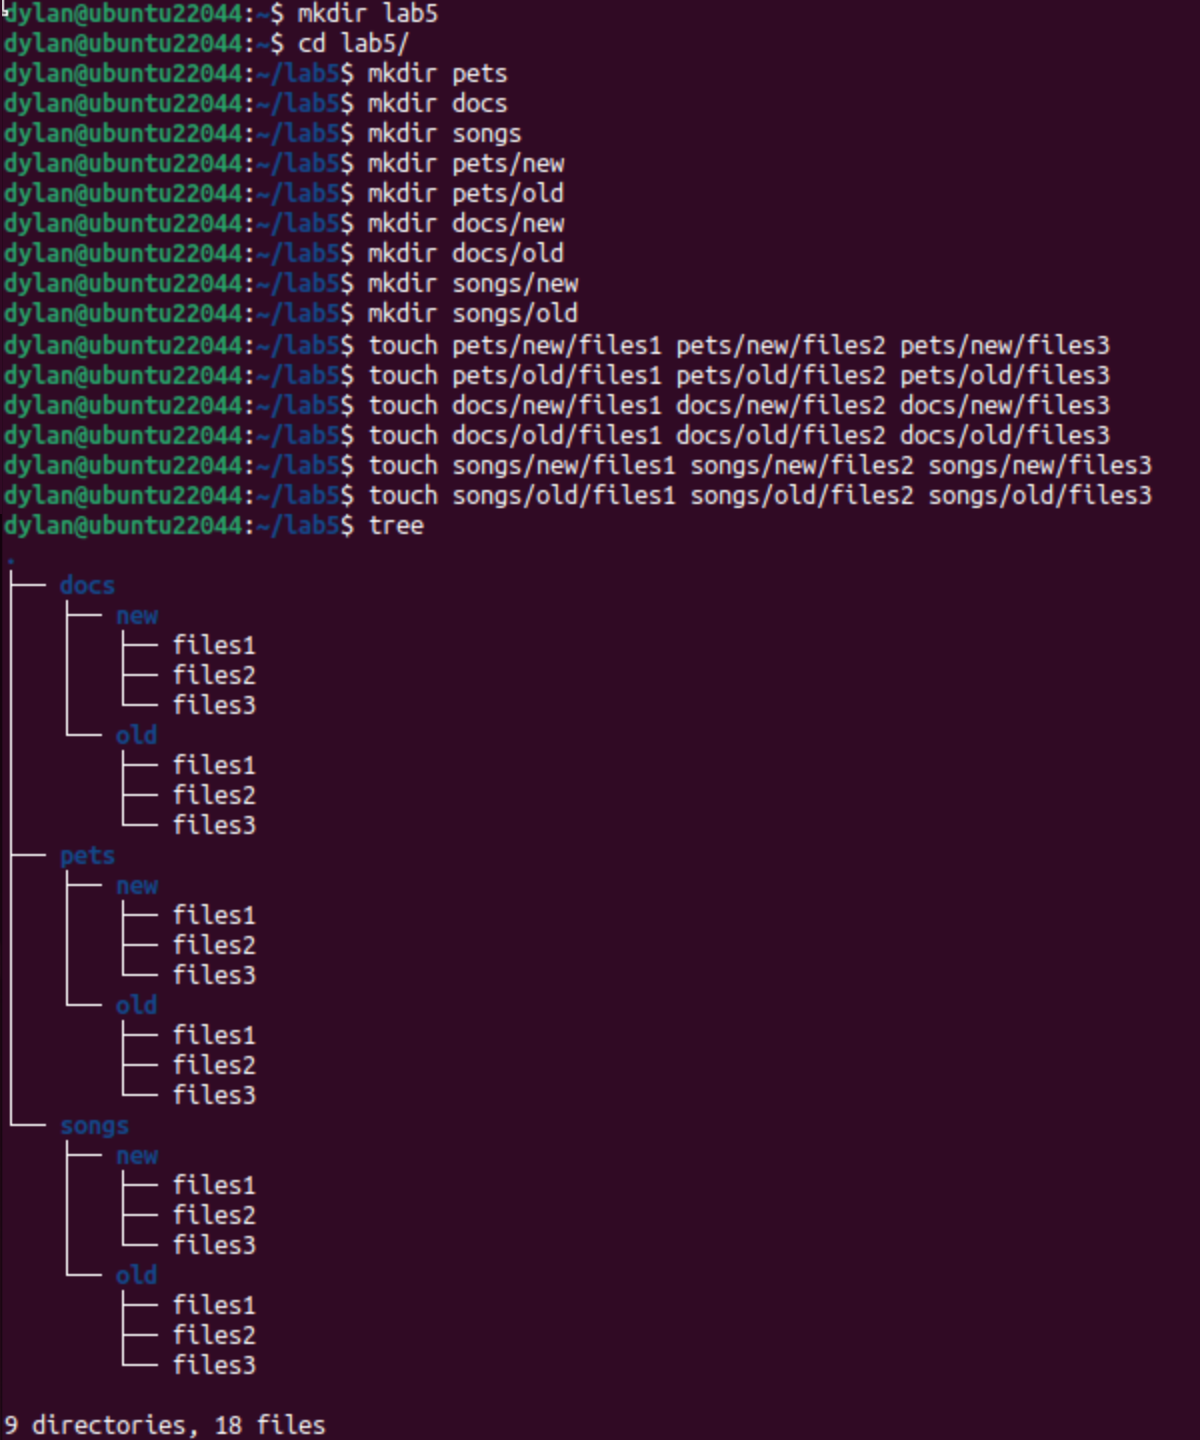 dylan@ubuntu22044:~$ mkdir lab5
dylan@ubuntu22044:~$ cd lab5/
dylan@ubuntu22044:~/lab5$ mkdir pets
dylan@ubuntu22044:~/lab5$ mkdir docs
dylan@ubuntu22044:~/lab5$ mkdir songs
dylan@ubuntu22044:~/lab5$ mkdir pets/new
dylan@ubuntu22044:~/lab5$ mkdir pets/old
dylan@ubuntu22044:~/lab5$ mkdir docs/new
dylan@ubuntu22044:~/lab5$ mkdir docs/old
dylan@ubuntu22044:~/lab5$ mkdir songs/new
dylan@ubuntu22044:~/lab5$ mkdir songs/old
dylan@ubuntu22044:~/lab5$ touch pets/new/files1 pets/new/files2 pets/new/files3
dylan@ubuntu22044:~/lab5$ touch pets/old/files1 pets/old/files2 pets/old/files3
dylan@ubuntu22044:~/lab5$ touch docs/new/files1 docs/new/files2 docs/new/files3
dylan@ubuntu22044:~/lab5$ touch docs/old/files1 docs/old/files2 docs/old/files3
dylan@ubuntu22044:~/lab5$ touch songs/new/files1 songs/new/files2 songs/new/files3
dylan@ubuntu22044:~/lab5$ touch songs/old/files1 songs/old/files2 songs/old/files3
dylan@ubuntu22044:~/lab5$ tree
.
├── docs
│   ├── new
│   │   ├── files1
│   │   ├── files2
│   │   └── files3
│   └── old
│       ├── files1
│       ├── files2
│       └── files3
├── pets
│   ├── new
│   │   ├── files1
│   │   ├── files2
│   │   └── files3
│   └── old
│       ├── files1
│       ├── files2
│       └── files3
└── songs
    ├── new
    │   ├── files1
    │   ├── files2
    │   └── files3
    └── old
        ├── files1
        ├── files2
        └── files3
9 directories, 18 files